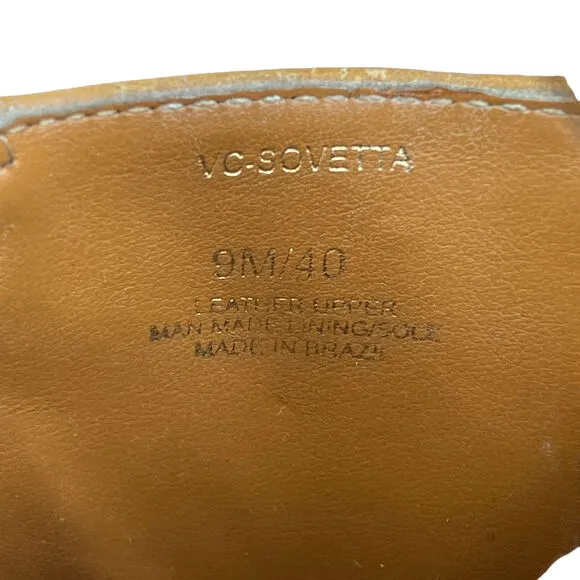 VC-SOVETTA
9M/40
LEATHER UPPER
MAN MADE LINING/SOLE
MADE IN BRAZIL